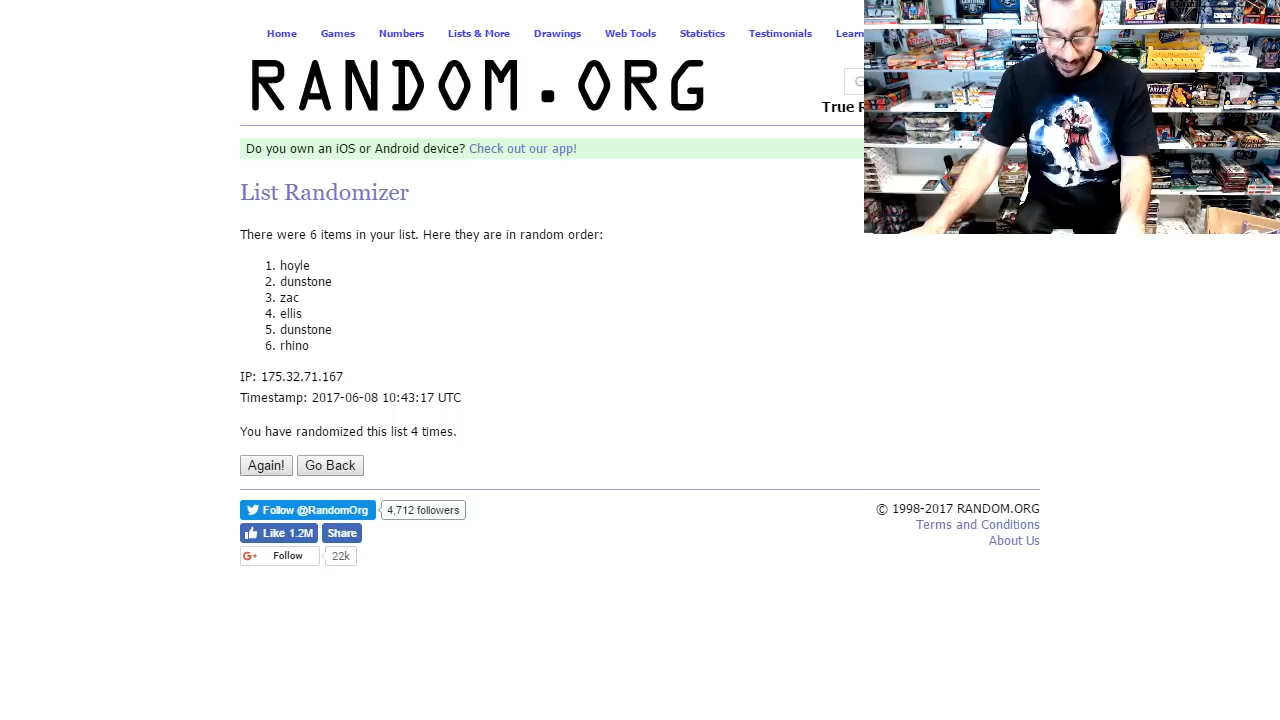 Home Games Numbers Lists & More Drawings Web Tools Statistics Testimonials Learn
RANDOM.ORG
True
Do you own an iOS or Android device? Check out our app!
List Randomizer
There were 6 items in your list. Here they are in random order:
1. hoyle
2. dunstone
3. zac
4. ellis
5. dunstone
6. rhino
IP: 175.32.71.167
Timestamp: 2017-06-08 10:43:17 UTC
You have randomized this list 4 times.
Again! Go Back
Follow @RandomOrg 4,712 followers
Like 1.2M Share
Follow 22k
© 1998-2017 RANDOM.ORG
Terms and Conditions
About Us